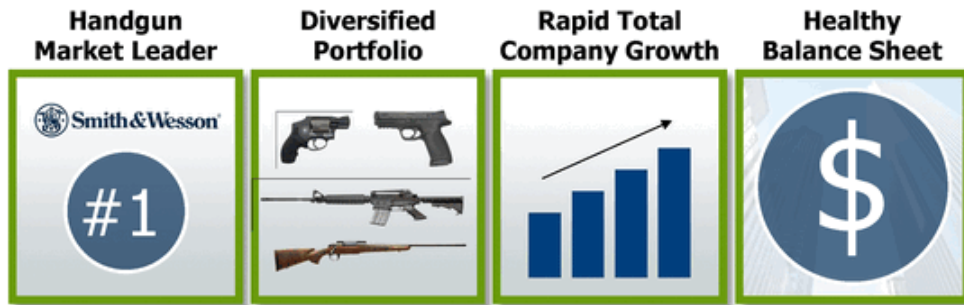 Handgun
Market Leader
Diversified
Portfolio
Rapid Total
Company Growth
Healthy
Balance Sheet
Smith & Wesson®
#1
$